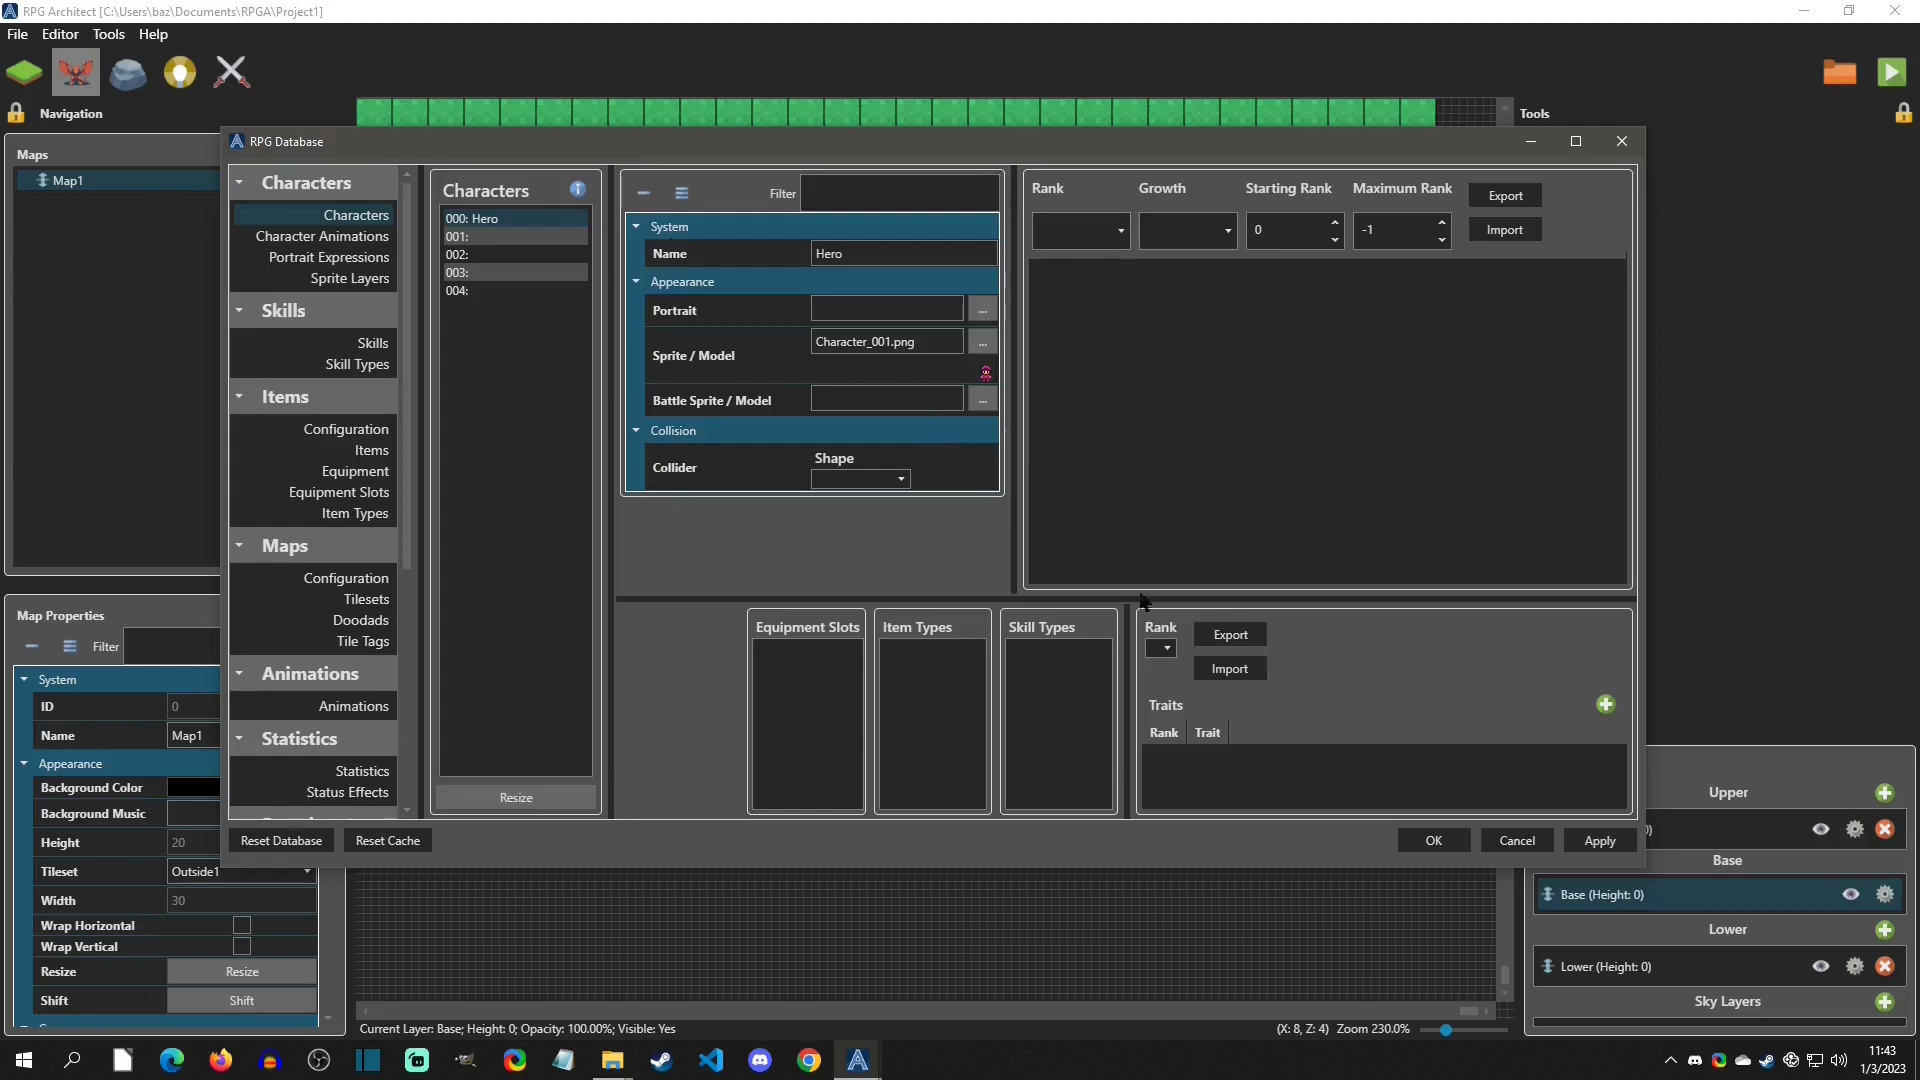 RPG Architect [C:\Users\baz\Documents\RPGA\Project1]
File Editor Tools Help
Navigation
Tools
Maps
Map1
RPG Database
Characters
Characters
Character Animations
Portrait Expressions
Sprite Layers
Skills
Skills
Skill Types
Items
Configuration
Items
Equipment
Equipment Slots
Item Types
Maps
Configuration
Tilesets
Doodads
Tile Tags
Animations
Animations
Statistics
Statistics
Status Effects
Characters
000: Hero
001:
002:
003:
004:
Resize
Filter
System
Name Hero
Appearance
Portrait ...
Sprite / Model Character_001.png ...
Battle Sprite / Model ...
Collision
Collider Shape
Rank Growth Starting Rank Maximum Rank
0 -1
Export
Import
Equipment Slots Item Types Skill Types
Rank
Export
Import
Traits
Rank Trait
Reset Database Reset Cache
OK Cancel Apply
Map Properties
Filter
System
ID 0
Name Map1
Appearance
Background Color
Background Music
Height 20
Tileset Outside1
Width 30
Wrap Horizontal
Wrap Vertical
Resize Resize
Shift Shift
Upper
0)
Base
Base (Height: 0)
Lower
Lower (Height: 0)
Sky Layers
Current Layer: Base; Height: 0; Opacity: 100.00%; Visible: Yes
(X: 8, Z: 4) Zoom 230.0%
11:43
1/3/2023